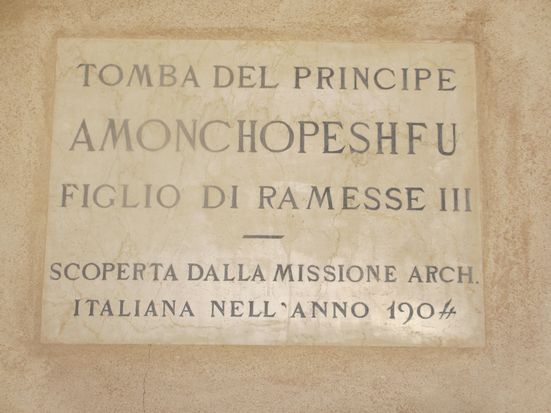 TOMBA DEL PRINCIPE
AMONCHOPESHFU
FIGLIO DI RAMESSE III
SCOPERTA DALLA MISSIONE ARCH.
ITALIANA NELL'ANNO 1904